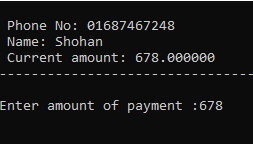 Phone No: 01687467248
Name: Shohan
Current amount: 678.000000
--------------------------------
Enter amount of payment :678